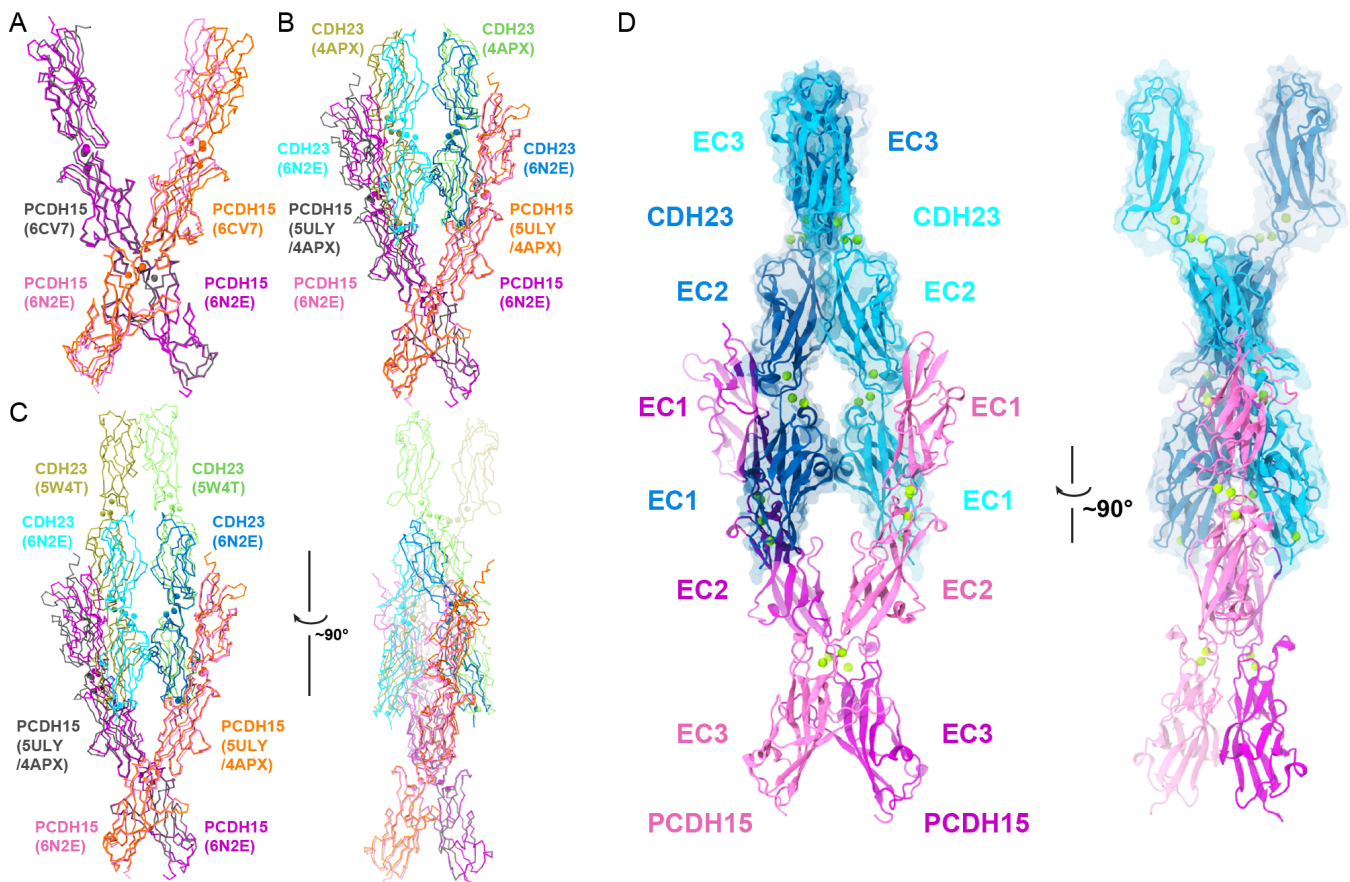 A
PCDH15
(6CV7)
PCDH15
(6CV7)
PCDH15
(6N2E)
PCDH15
(6N2E)
B
CDH23
(4APX)
CDH23
(4APX)
CDH23
(6N2E)
CDH23
(6N2E)
PCDH15
(5ULY
/4APX)
PCDH15
(5ULY
/4APX)
PCDH15
(6N2E)
PCDH15
(6N2E)
C
CDH23
(5W4T)
CDH23
(5W4T)
CDH23
(6N2E)
CDH23
(6N2E)
PCDH15
(5ULY
/4APX)
PCDH15
(5ULY
/4APX)
PCDH15
(6N2E)
PCDH15
(6N2E)
~90°
D
EC3
EC3
CDH23
CDH23
EC2
EC2
EC1
EC1
EC1
EC1
EC2
EC2
EC3
EC3
PCDH15
PCDH15
~90°